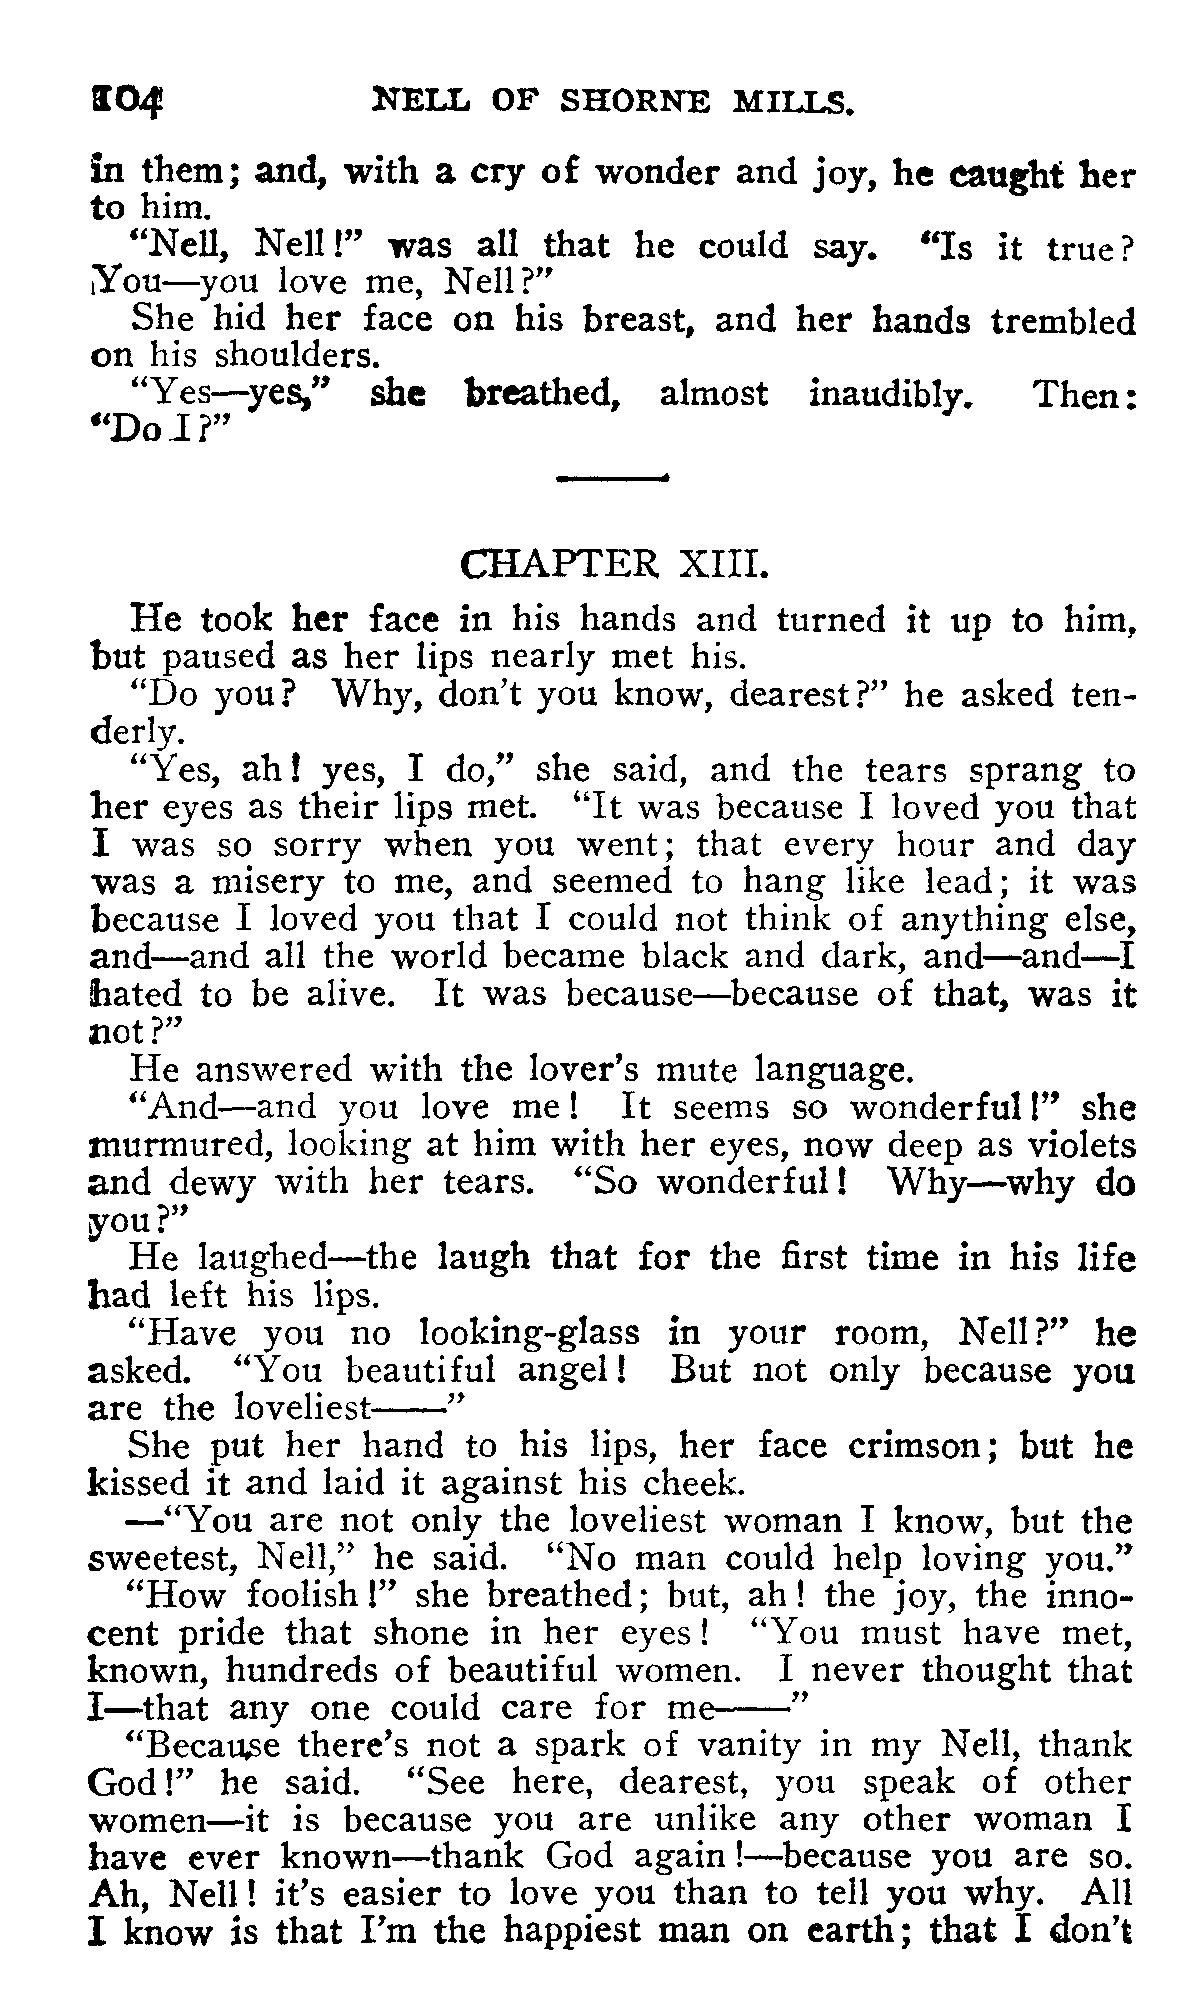 104 NELL OF SHORNE MILLS.
in them; and, with a cry of wonder and joy, he caught her
to him.
“Nell, Nell!” was all that he could say. “Is it true?
You—you love me, Nell?”
She hid her face on his breast, and her hands trembled
on his shoulders.
“Yes—yes,” she breathed, almost inaudibly. Then:
“Do I?”
CHAPTER XIII.
He took her face in his hands and turned it up to him,
but paused as her lips nearly met his.
“Do you? Why, don’t you know, dearest?” he asked ten-
derly.
“Yes, ah! yes, I do,” she said, and the tears sprang to
her eyes as their lips met. “It was because I loved you that
I was so sorry when you went; that every hour and day
was a misery to me, and seemed to hang like lead; it was
because I loved you that I could not think of anything else,
and—and all the world became black and dark, and—and—I
hated to be alive. It was because—because of that, was it
not?”
He answered with the lover’s mute language.
“And—and you love me! It seems so wonderful!” she
murmured, looking at him with her eyes, now deep as violets
and dewy with her tears. “So wonderful! Why—why do
you?”
He laughed—the laugh that for the first time in his life
had left his lips.
“Have you no looking-glass in your room, Nell?” he
asked. “You beautiful angel! But not only because you
are the loveliest——”
She put her hand to his lips, her face crimson; but he
kissed it and laid it against his cheek.
—“You are not only the loveliest woman I know, but the
sweetest, Nell,” he said. “No man could help loving you.”
“How foolish!” she breathed; but, ah! the joy, the inno-
cent pride that shone in her eyes! “You must have met,
known, hundreds of beautiful women. I never thought that
I—that any one could care for me——”
“Because there’s not a spark of vanity in my Nell, thank
God!” he said. “See here, dearest, you speak of other
women—it is because you are unlike any other woman I
have ever known—thank God again!—because you are so.
Ah, Nell! it’s easier to love you than to tell you why. All
I know is that I’m the happiest man on earth; that I don’t